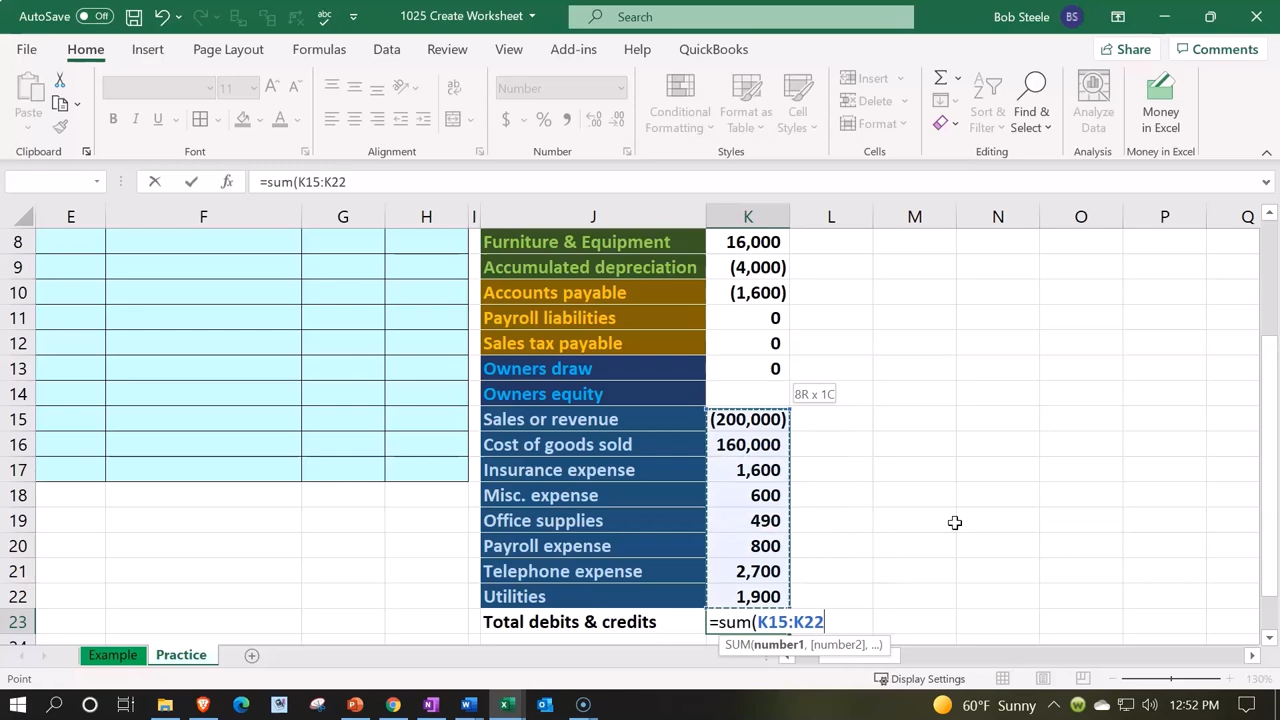 AutoSave Off 1025 Create Worksheet Search Bob Steele BS
File Home Insert Page Layout Formulas Data Review View Add-ins Help QuickBooks Share Comments
Paste 11 Number Conditional Formatting Format as Table Cell Styles Insert Delete Format Sort & Filter Find & Select Analyze Data Money in Excel
B I U A $ %
Clipboard Font Alignment Number Styles Cells Editing Analysis Money in Excel
fx =sum(K15:K22
E F G H I J K L M N O P Q
8 Furniture & Equipment 16,000
9 Accumulated depreciation (4,000)
10 Accounts payable (1,600)
11 Payroll liabilities 0
12 Sales tax payable 0
13 Owners draw 0
14 Owners equity 8R x 1C
15 Sales or revenue (200,000)
16 Cost of goods sold 160,000
17 Insurance expense 1,600
18 Misc. expense 600
19 Office supplies 490
20 Payroll expense 800
21 Telephone expense 2,700
22 Utilities 1,900
23 Total debits & credits =sum(K15:K22
SUM(number1, [number2], ...)
Example Practice
Point Display Settings 130%
60°F Sunny 12:52 PM